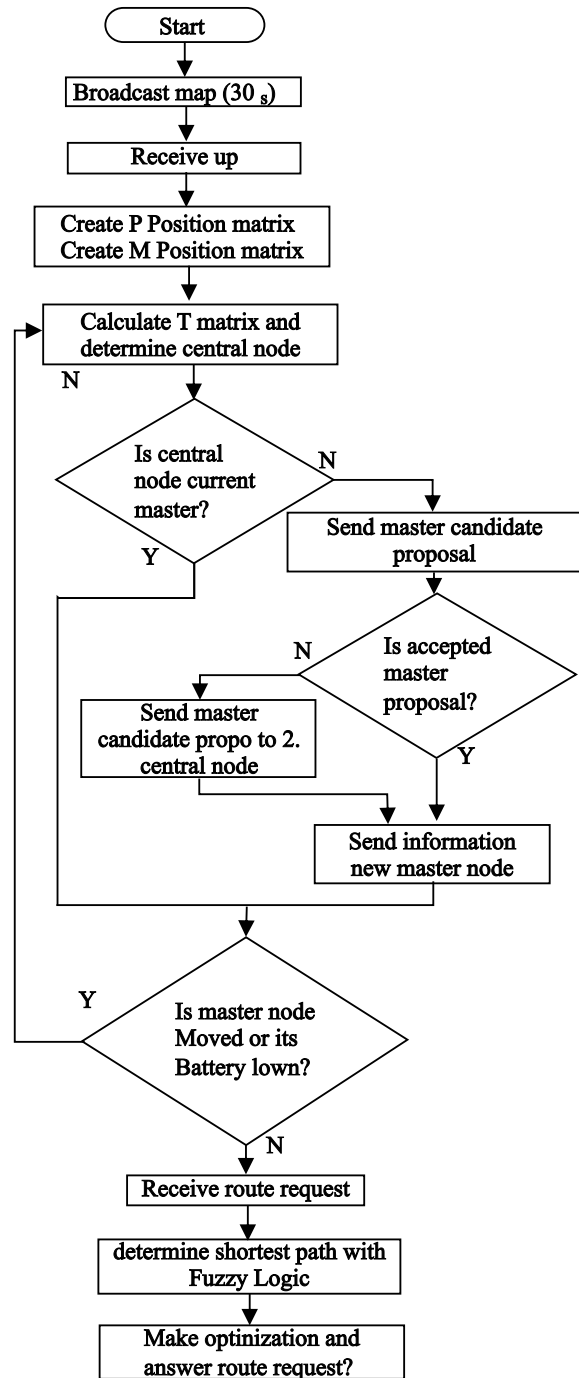 Start
Broadcast map (30 s)
Receive up
Create P Position matrix
Create M Position matrix
Calculate T matrix and
determine central node
N
Is central
node current
master?
N
Y
Send master candidate
proposal
Is accepted
master
proposal?
N
Y
Send master
candidate propo to 2.
central node
Send information
new master node
Is master node
Moved or its
Battery lown?
Y
N
Receive route request
determine shortest path with
Fuzzy Logic
Make optinization and
answer route request?